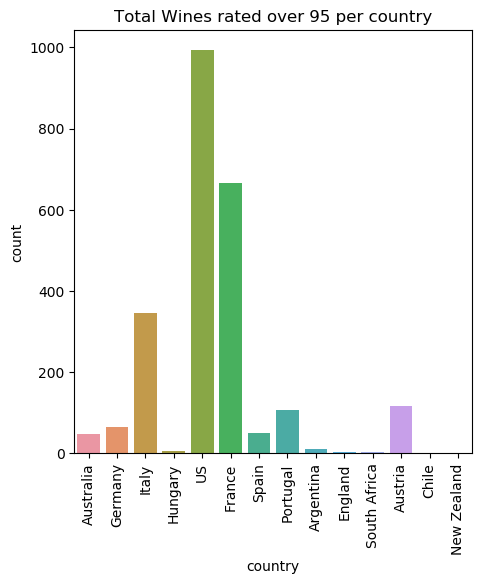 Total Wines rated over 95 per country
1000
800
600
400
200
0
count
Australia
Germany
Italy
Hungary
US
France
Spain
Portugal
Argentina
England
South Africa
Austria
Chile
New Zealand
country